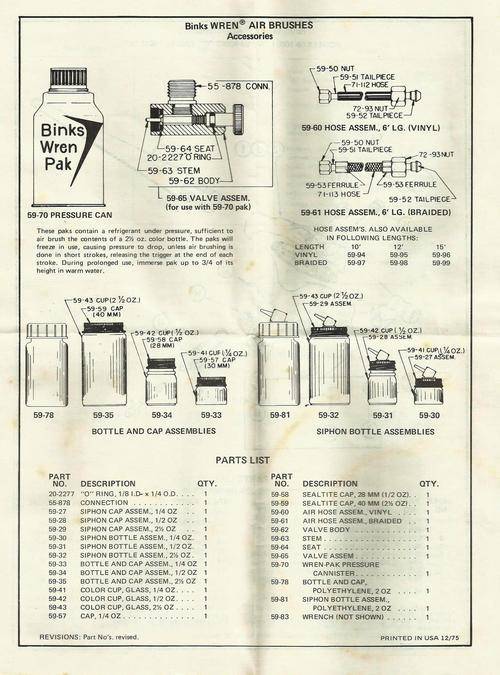 Binks WREN® AIR BRUSHES
Accessories
Binks
Wren
Pak
59-70 PRESSURE CAN
55-878 CONN.
59-64 SEAT
20-2227 O RING
59-63 STEM
59-62 BODY
59-65 VALVE ASSEM.
(for use with 59-70 pak)
59-50 NUT
59-51 TAILPIECE
71-112 HOSE
72-93 NUT
59-52 TAILPIECE
59-60 HOSE ASSEM., 6' LG. (VINYL)
59-50 NUT
59-51 TAILPIECE
72-93 NUT
59-53 FERRULE
59-53 FERRULE
71-113 HOSE
59-52 TAILPIECE
59-61 HOSE ASSEM., 6' LG. (BRAIDED)
These paks contain a refrigerant under pressure, sufficient to
air brush the contents of a 2½ oz. color bottle. The paks will
freeze in use, causing pressure to drop, unless air brushing is
done in short strokes, releasing the trigger at the end of each
stroke. During prolonged use, immerse pak up to 3/4 of its
height in warm water.
HOSE ASSEM'S. ALSO AVAILABLE
IN FOLLOWING LENGTHS:
LENGTH 10' 12' 15'
VINYL 59-94 59-95 59-96
BRAIDED 59-97 59-98 59-99
59-43 CUP (2 ½ OZ.)
59-59 CAP
(40 MM)
59-42 CUP (½ OZ.)
59-58 CAP
(28 MM)
59-41 CUP (¼ OZ.)
59-57 CAP
(30 MM)
59-78 59-35 59-34 59-33
BOTTLE AND CAP ASSEMBLIES
59-43 CUP (2 ½ OZ.)
59-29 ASSEM.
59-42 CUP (½ OZ.)
59-28 ASSEM.
59-41 CUP (¼ OZ.)
59-27 ASSEM.
59-81 59-32 59-31 59-30
SIPHON BOTTLE ASSEMBLIES
PARTS LIST
PART
NO. DESCRIPTION QTY.
20-2277 "O" RING, 1/8 I.D. x 1/4 O.D. . . . . 1
55-878 CONNECTION . . . . 1
59-27 SIPHON CAP ASSEM., 1/4 OZ . . . . 1
59-28 SIPHON CAP ASSEM., 1/2 OZ . . . . 1
59-29 SIPHON CAP ASSEM., 2½ OZ . . . . 1
59-30 SIPHON BOTTLE ASSEM., 1/4 OZ . . 1
59-31 SIPHON BOTTLE ASSEM., 1/2 OZ . . 1
59-32 SIPHON BOTTLE ASSEM., 2½ OZ . . 1
59-33 BOTTLE AND CAP ASSEM., 1/4 OZ 1
59-34 BOTTLE AND CAP ASSEM., 1/2 OZ 1
59-35 BOTTLE AND CAP ASSEM., 2½ OZ 1
59-41 COLOR CUP, GLASS, 1/4 OZ . . . . 1
59-42 COLOR CUP, GLASS, 1/2 OZ . . . . 1
59-43 COLOR CUP, GLASS, 2½ OZ . . . . 1
59-57 CAP, 1/4 OZ . . . . 1
PART
NO. DESCRIPTION QTY.
59-58 SEALTITE CAP, 28 MM (1/2 OZ) . . 1
59-59 SEALTITE CAP, 40 MM (2½ OZ) . . 1
59-60 AIR HOSE ASSEM., VINYL . . . . 1
59-61 AIR HOSE ASSEM., BRAIDED . . . . 1
59-62 VALVE BODY . . . . 1
59-63 STEM . . . . 1
59-64 SEAT . . . . 1
59-65 VALVE ASSEM . . . . 1
59-70 WREN-PAK PRESSURE
CANNISTER . . . . 1
59-78 BOTTLE AND CAP,
POLYETHYLENE, 2 OZ . . . . 1
59-81 SIPHON BOTTLE ASSEM.,
POLYETHYLENE, 2 OZ . . . . 1
59-83 WRENCH (NOT SHOWN) . . . . 1
REVISIONS: Part No's. revised.
PRINTED IN USA 12/75